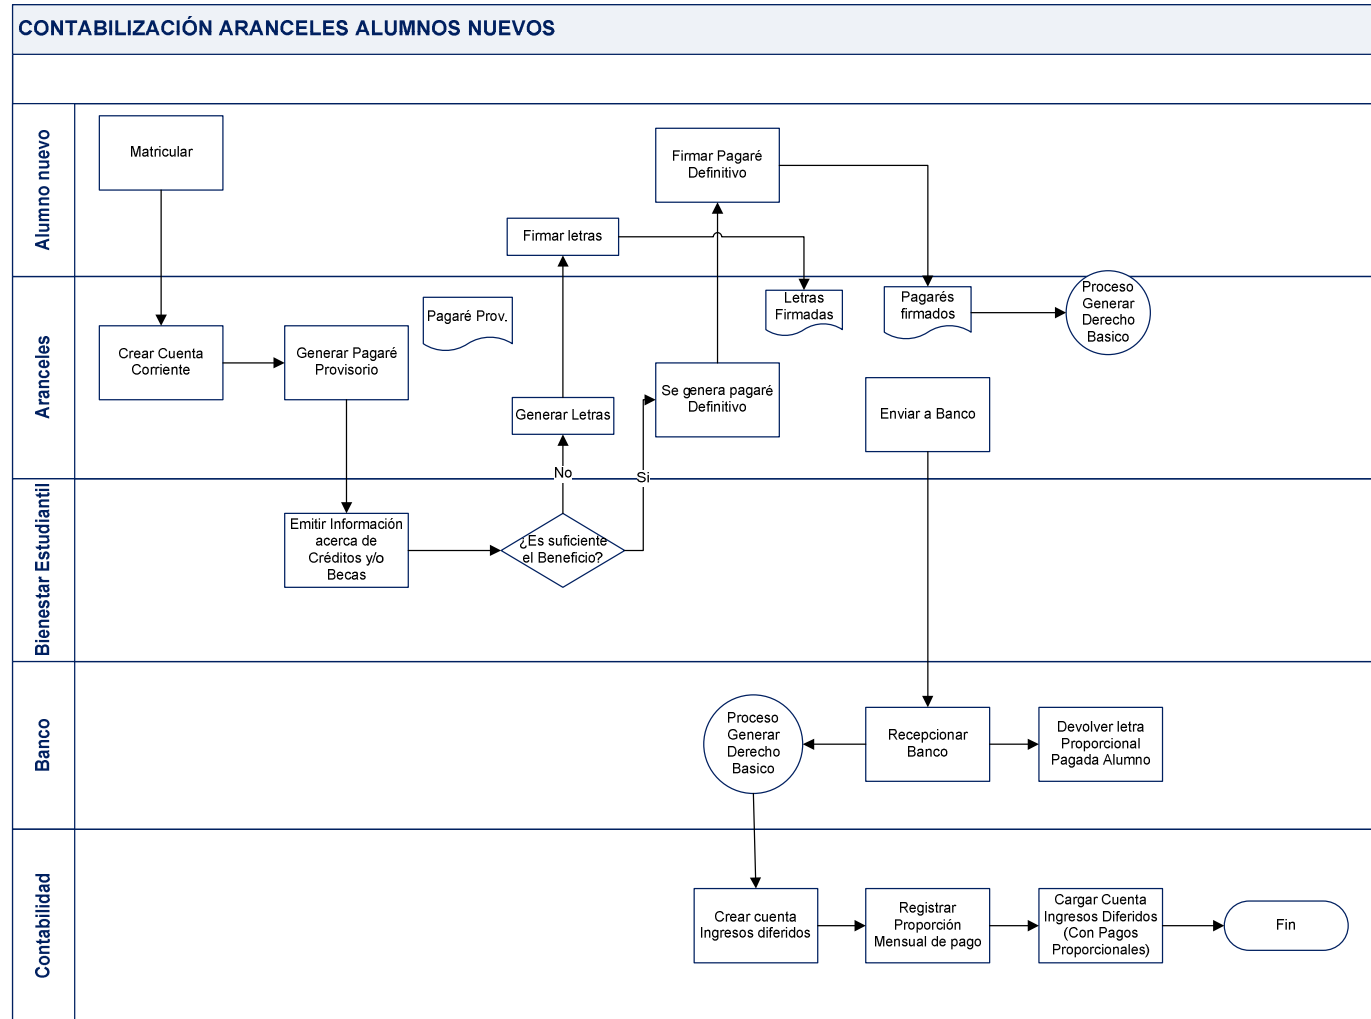 CONTABILIZACIÓN ARANCELES ALUMNOS NUEVOS
Alumno nuevo
Matricular
Firmar Pagaré
Definitivo
Firmar letras
Aranceles
Crear Cuenta
Corriente
Generar Pagaré
Provisorio
Pagaré Prov.
Generar Letras
Se genera pagaré
Definitivo
Letras
Firmadas
Pagarés
firmados
Proceso
Generar
Derecho
Basico
Enviar a Banco
No
Si
Bienestar Estudiantil
Emitir Información
acerca de
Créditos y/o
Becas
¿Es suficiente
el Beneficio?
Banco
Proceso
Generar
Derecho
Basico
Recepcionar
Banco
Devolver letra
Proporcional
Pagada Alumno
Contabilidad
Crear cuenta
Ingresos diferidos
Registrar
Proporción
Mensual de pago
Cargar Cuenta
Ingresos Diferidos
(Con Pagos
Proporcionales)
Fin